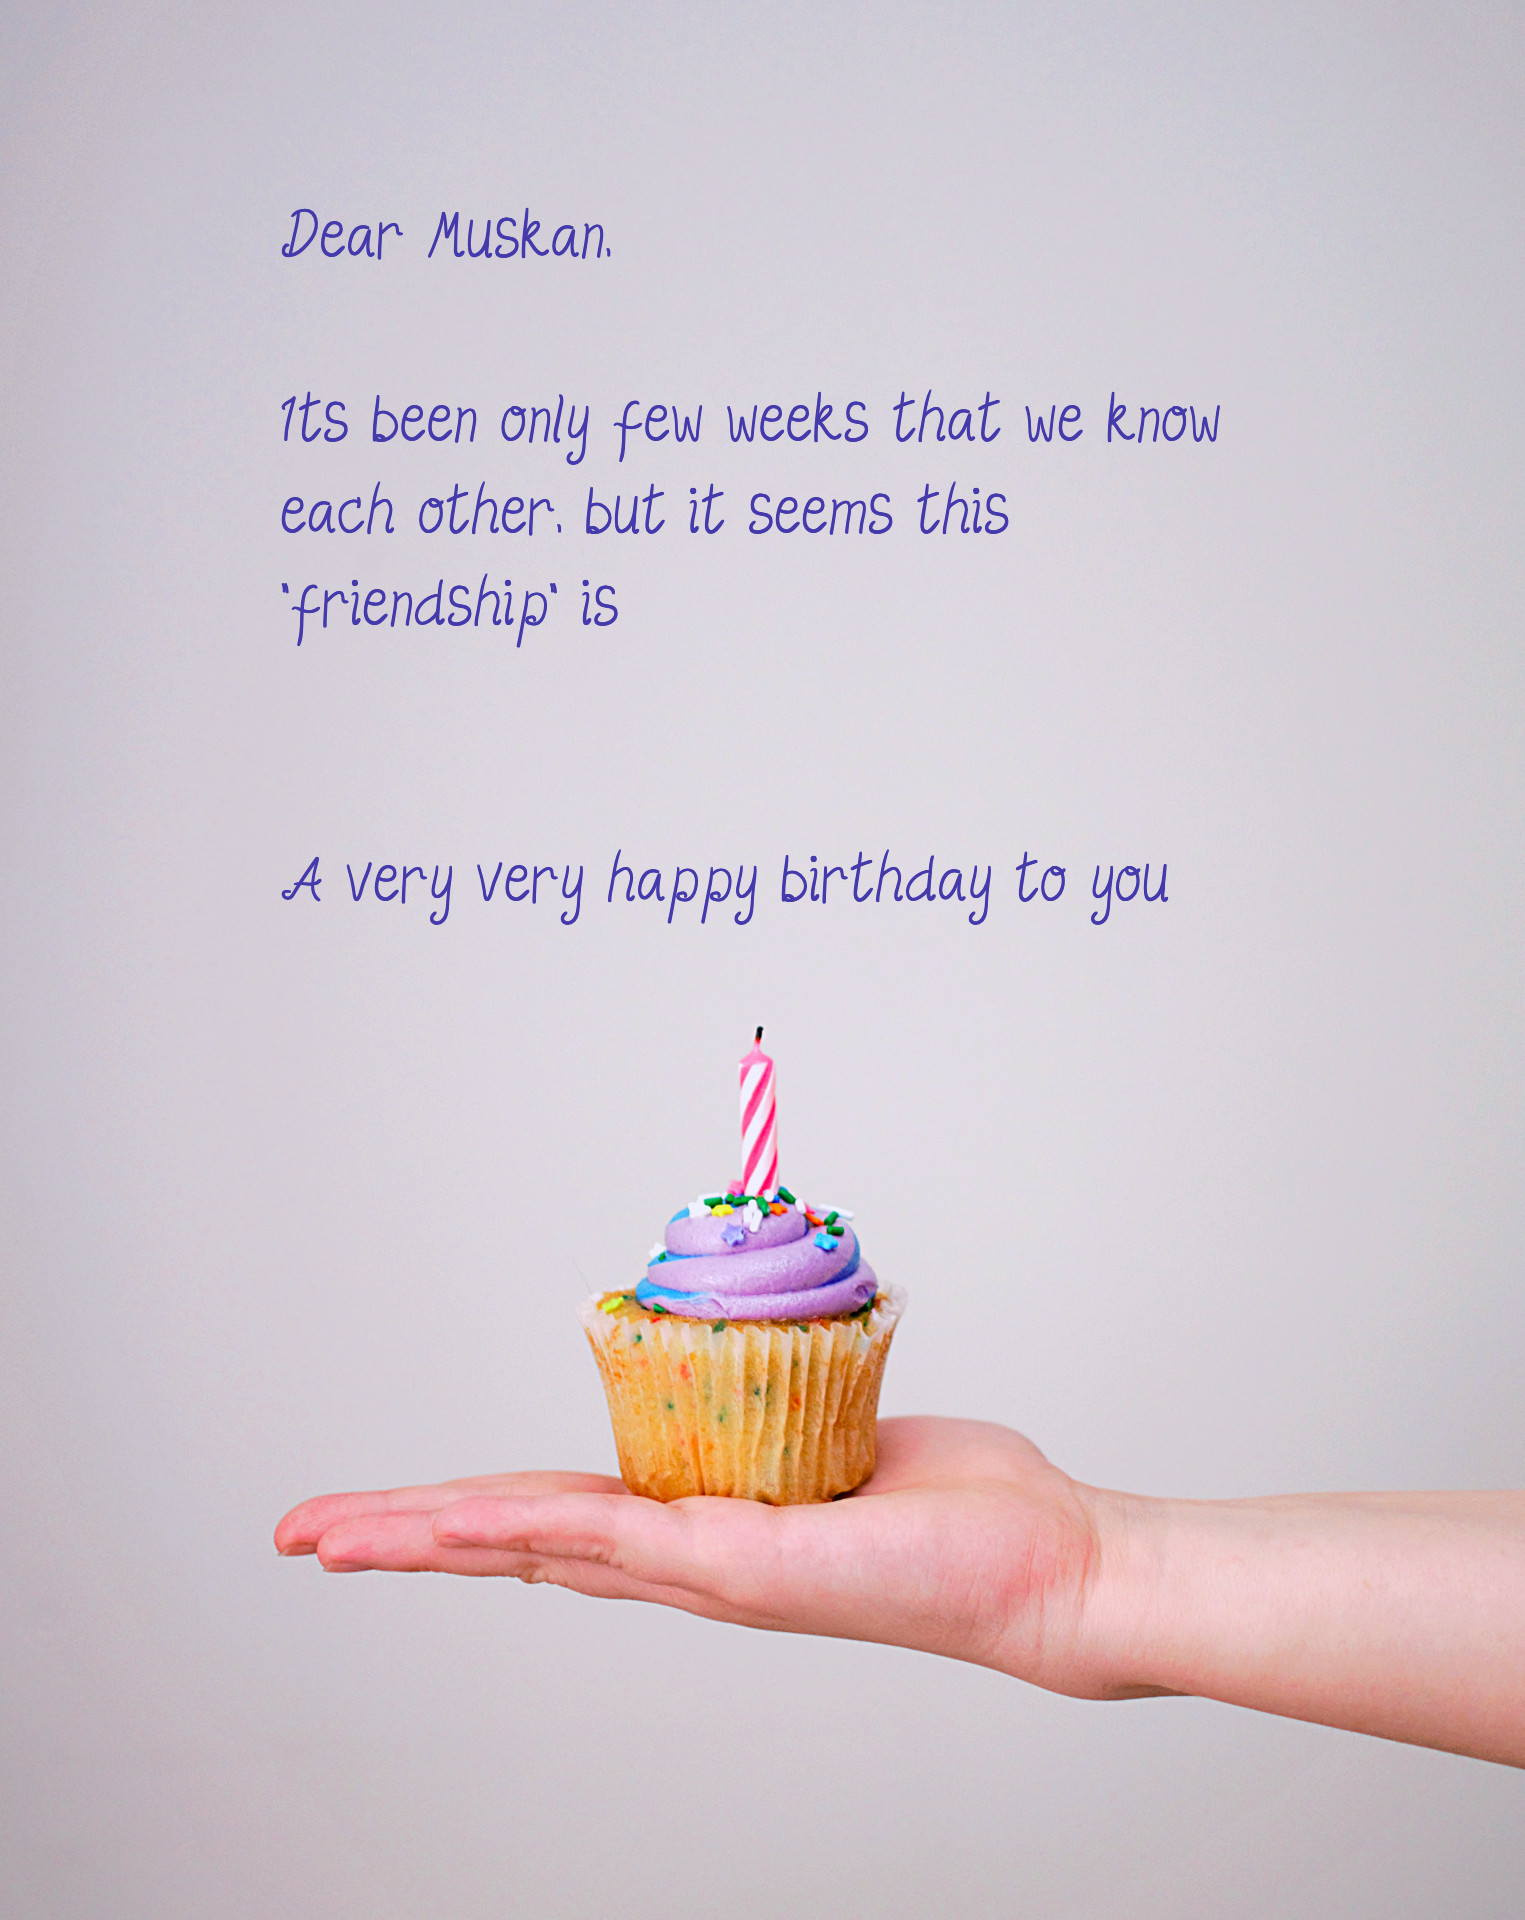 Dear Muskan,
Its been only few weeks that we know
each other, but it seems this
"friendship" is
A very very happy birthday to you